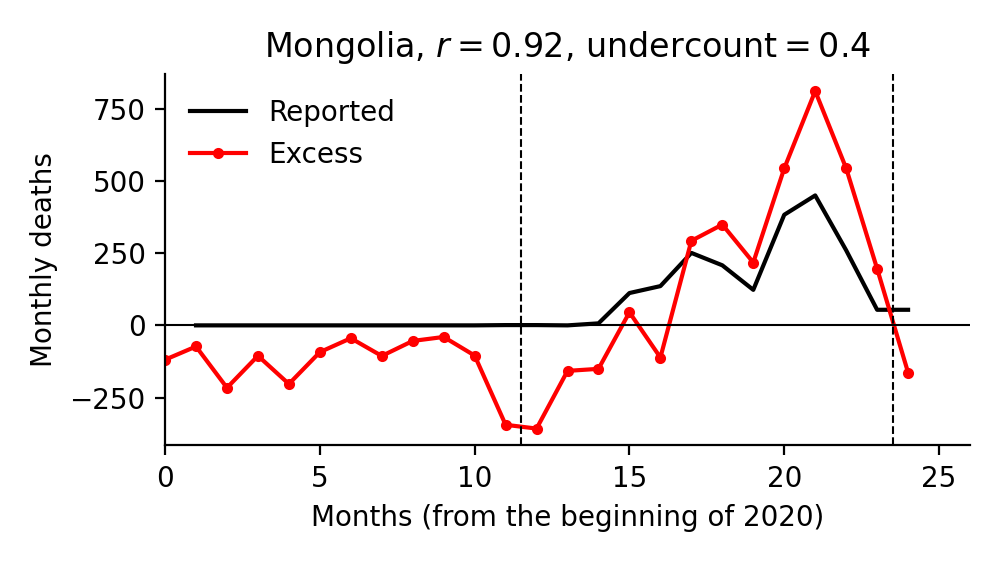 Mongolia, r = 0.92, undercount = 0.4
Reported
Excess
Monthly deaths
750
500
250
0
−250
0 5 10 15 20 25
Months (from the beginning of 2020)